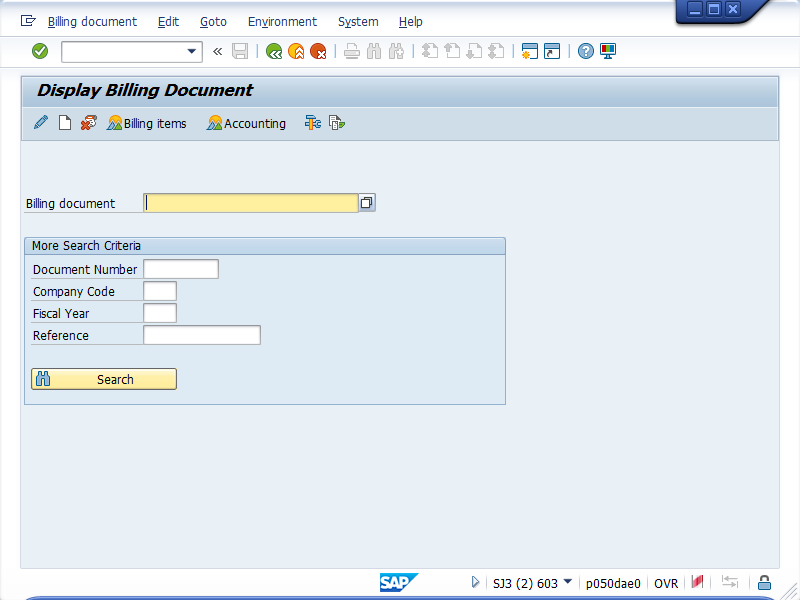 Billing document Edit Goto Environment System Help
Display Billing Document
Billing items Accounting
Billing document
More Search Criteria
Document Number
Company Code
Fiscal Year
Reference
Search
SAP SJ3 (2) 603 p050dae0 OVR